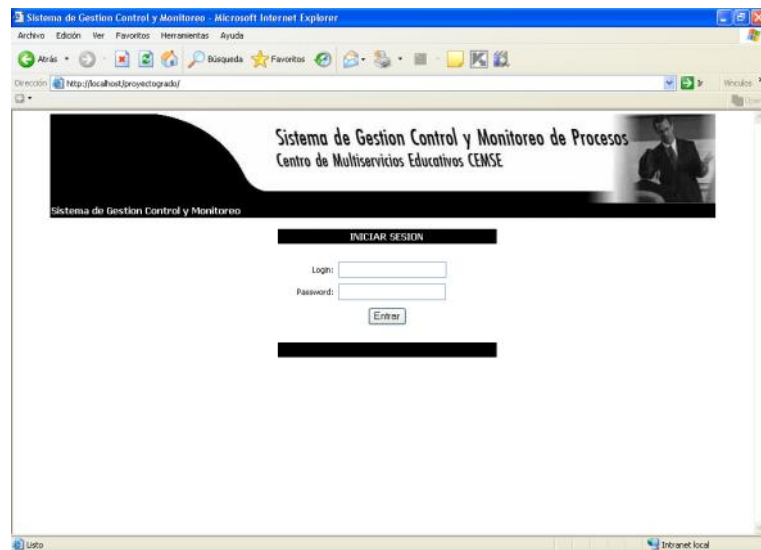 Sistema de Gestion Control y Monitoreo - Microsoft Internet Explorer
Archivo Edición Ver Favoritos Herramientas Ayuda
Atrás Búsqueda Favoritos
Dirección http://localhost/proyectogrado/ Ir Vínculos
Sistema de Gestion Control y Monitoreo de Procesos
Centro de Multiservicios Educativos CEMSE
Sistema de Gestion Control y Monitoreo
INICIAR SESION
Login:
Password:
Entrar
Listo Intranet local